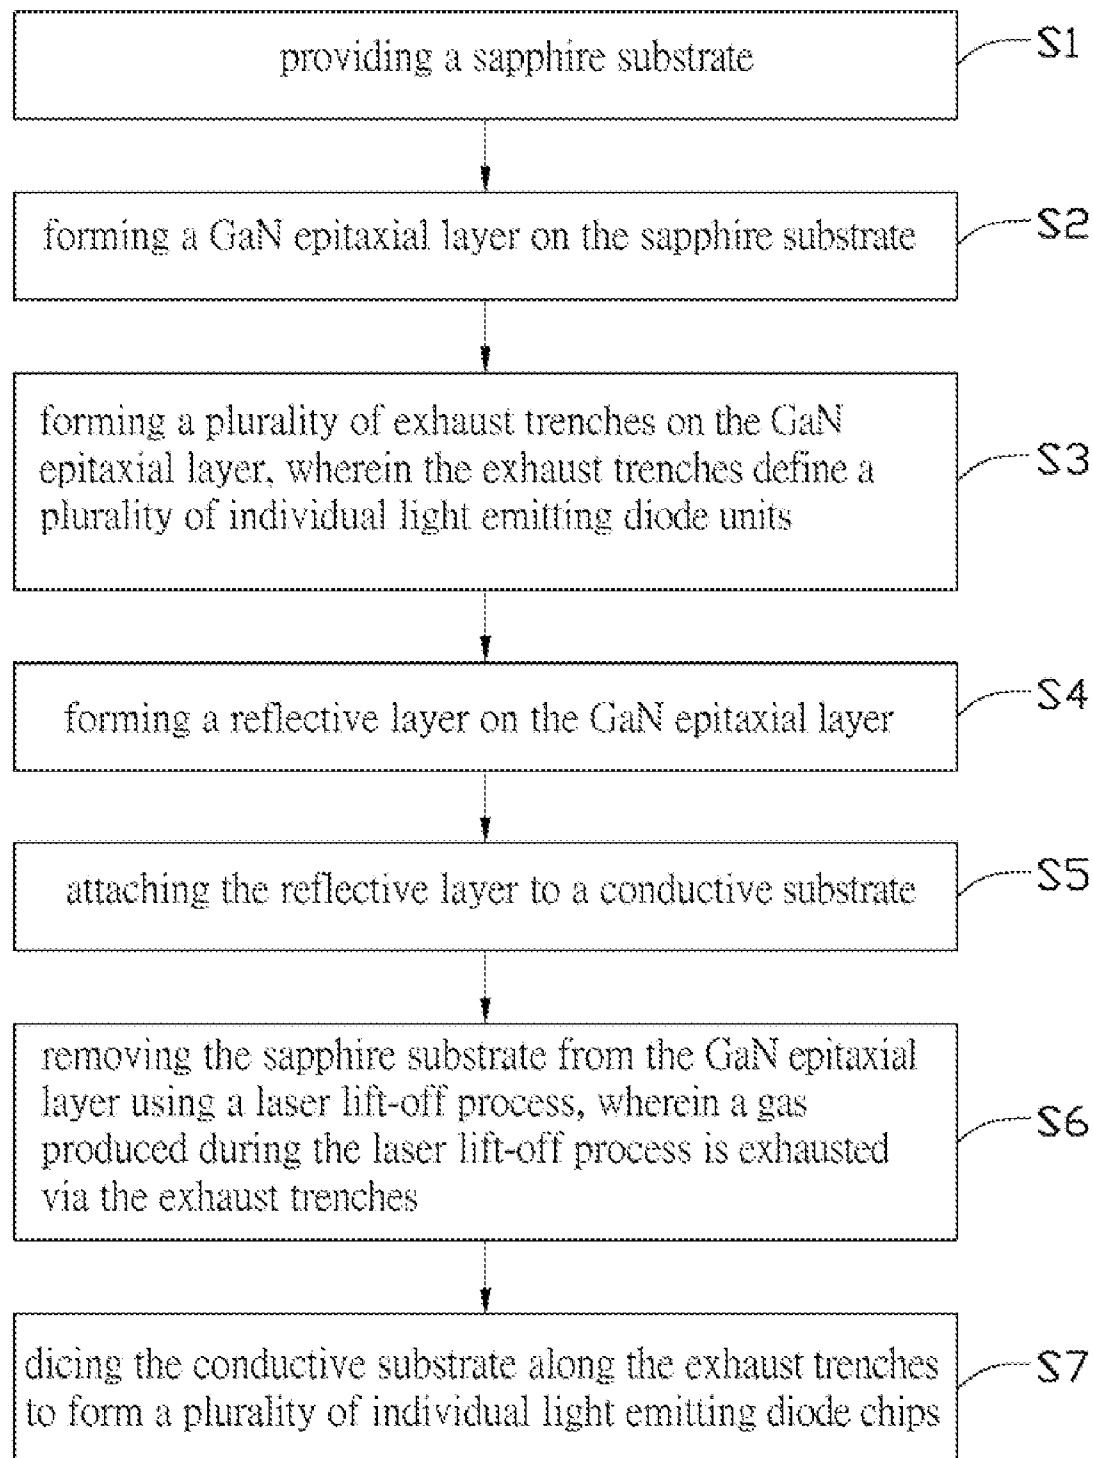 providing a sapphire substrate
S1
forming a GaN epitaxial layer on the sapphire substrate
S2
forming a plurality of exhaust trenches on the GaN
epitaxial layer, wherein the exhaust trenches define a
plurality of individual light emitting diode units
S3
forming a reflective layer on the GaN epitaxial layer
S4
attaching the reflective layer to a conductive substrate
S5
removing the sapphire substrate from the GaN epitaxial
layer using a laser lift-off process, wherein a gas
produced during the laser lift-off process is exhausted
via the exhaust trenches
S6
dicing the conductive substrate along the exhaust trenches
to form a plurality of individual light emitting diode chips
S7